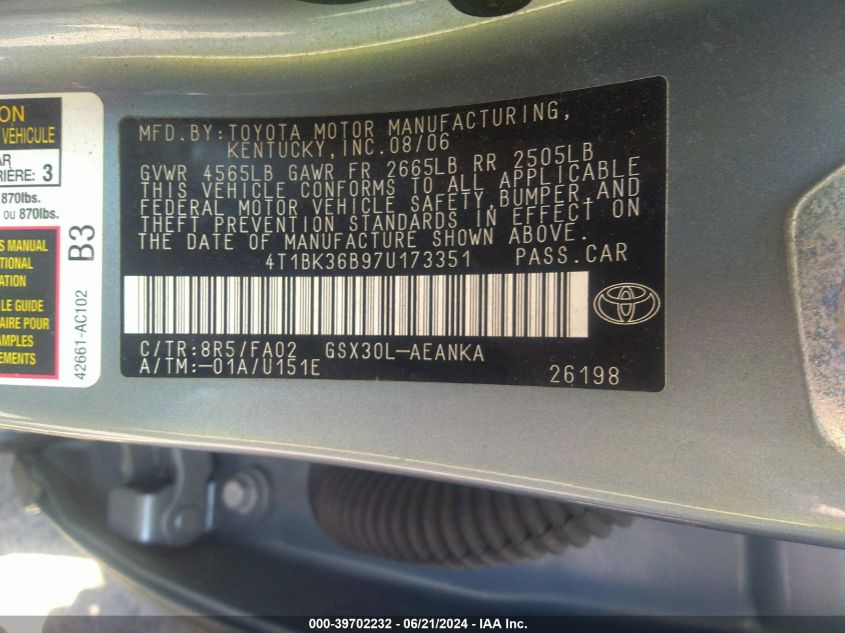 ION
VÉHICULE
AR
RIÈRE: 3
870lbs.
ou 870lbs.
S MANUAL
TIONAL
ATION
LE GUIDE
AIRE POUR
AMPLES
EMENTS
B3
42661-AC102
MFD.BY:TOYOTA MOTOR MANUFACTURING,
KENTUCKY,INC.08/06
GVWR 4565LB GAWR FR 2665LB RR 2505LB
THIS VEHICLE CONFORMS TO ALL APPLICABLE
FEDERAL MOTOR VEHICLE SAFETY,BUMPER,AND
THEFT PREVENTION STANDARDS IN EFFECT ON
THE DATE OF MANUFACTURE SHOWN ABOVE.
4T1BK36B97U173351 PASS.CAR
C/TR:8R5/FA02 GSX30L-AEANKA
A/TM:-01A/U151E
26198
000-39702232 - 06/21/2024 - IAA Inc.